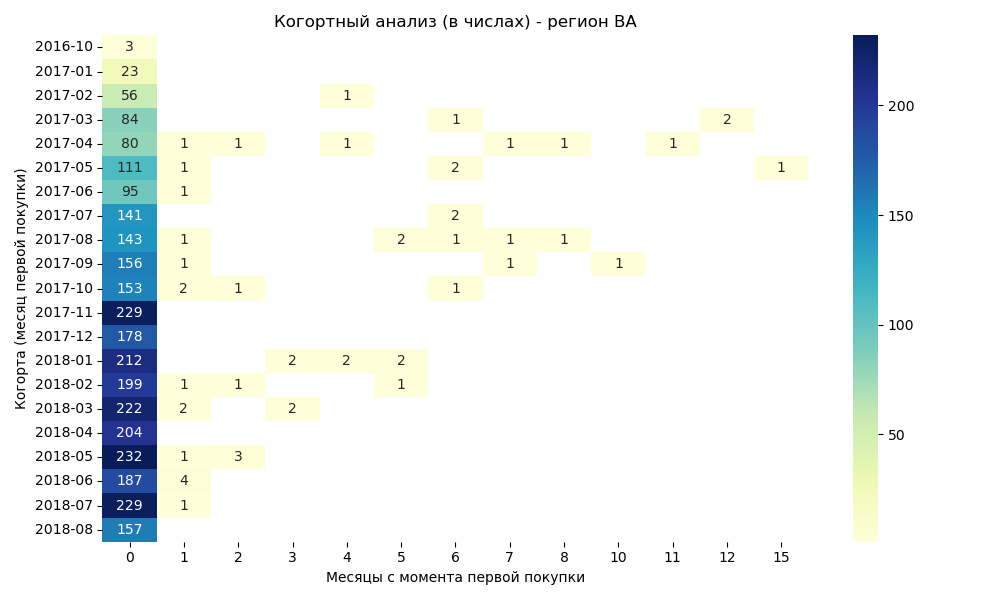 Когортный анализ (в числах) - регион BA
Когорта (месяц первой покупки)
2016-10 3
2017-01 23
2017-02 56 1
2017-03 84 1 2
2017-04 80 1 1 1 1 1 1
2017-05 111 1 2 1
2017-06 95 1
2017-07 141 2
2017-08 143 1 2 1 1 1
2017-09 156 1 1 1
2017-10 153 2 1 1
2017-11 229
2017-12 178
2018-01 212 2 2 2
2018-02 199 1 1 1
2018-03 222 2 2
2018-04 204
2018-05 232 1 3
2018-06 187 4
2018-07 229 1
2018-08 157
0 1 2 3 4 5 6 7 8 10 11 12 15
Месяцы с момента первой покупки
200
150
100
50